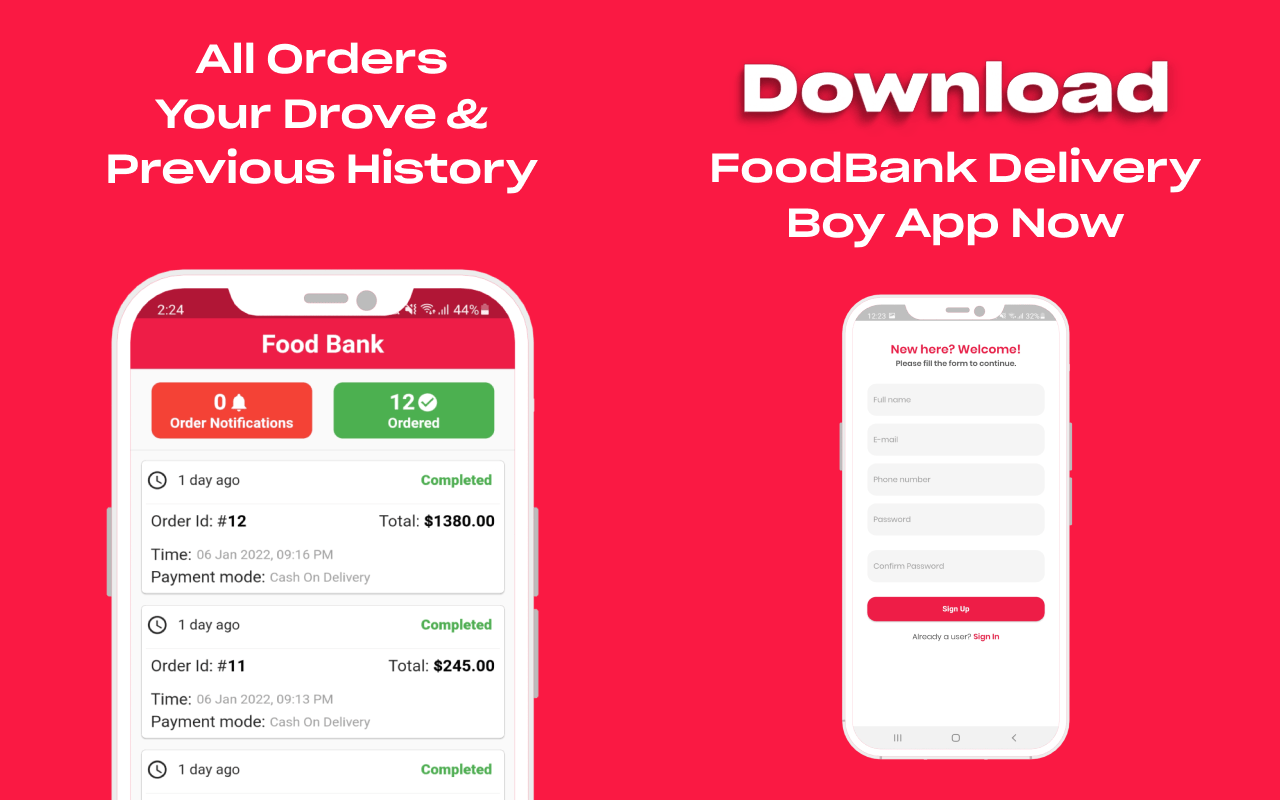 All Orders
Your Drove &
Previous History
2:24
44%
Food Bank
0
Order Notifications
12
Ordered
1 day ago
Completed
Order Id: #12
Total: $1380.00
Time: 06 Jan 2022, 09:16 PM
Payment mode: Cash On Delivery
1 day ago
Completed
Order Id: #11
Total: $245.00
Time: 06 Jan 2022, 09:13 PM
Payment mode: Cash On Delivery
1 day ago
Completed
Download
FoodBank Delivery
Boy App Now
12:23
32%
New here? Welcome!
Please fill the form to continue.
Full name
E-mail
Phone number
Password
Confirm Password
Sign Up
Already a user? Sign In